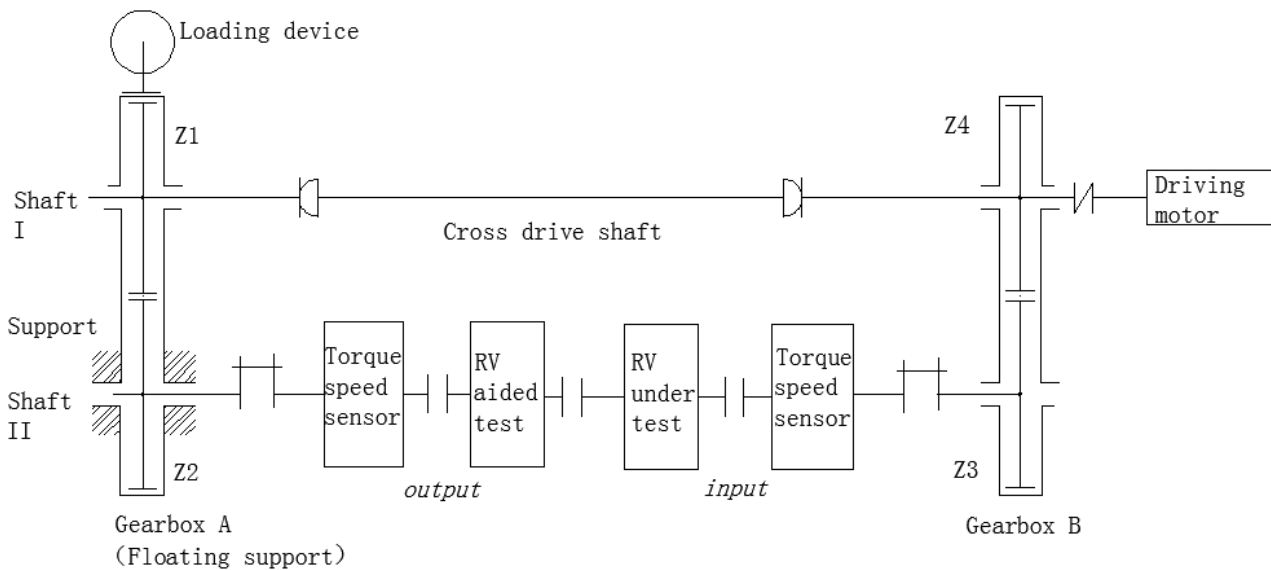 Loading device
Z1
Z4
Shaft
I
Driving
motor
Cross drive shaft
Support
Torque
speed
sensor
RV
aided
test
RV
under
test
Torque
speed
sensor
Shaft
II
Z2
output
input
Z3
Gearbox A
(Floating support)
Gearbox B